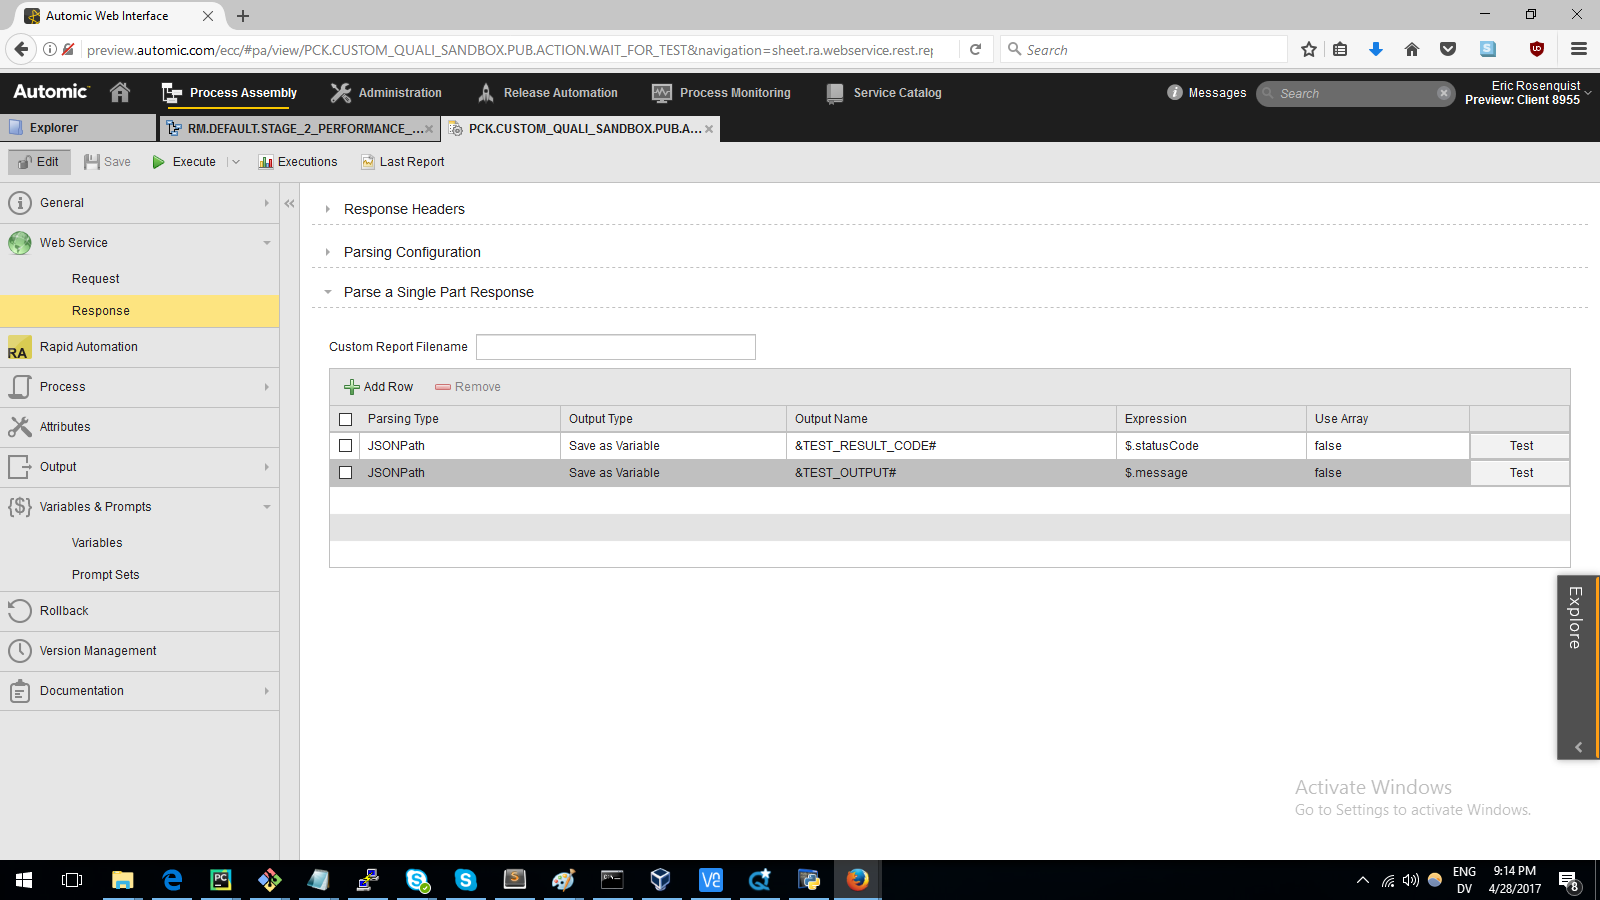 Automic Web Interface
preview.automic.com/ecc/#pa/view/PCK.CUSTOM_QUALI_SANDBOX.PUB.ACTION.WAIT_FOR_TEST&navigation=sheet.ra.webservice.rest.rep
Search
Automic
Process Assembly
Administration
Release Automation
Process Monitoring
Service Catalog
Messages
Search
Eric Rosenquist
Preview: Client 8955
Explorer
RM.DEFAULT.STAGE_2_PERFORMANCE_...
PCK.CUSTOM_QUALI_SANDBOX.PUB.A...
Edit
Save
Execute
Executions
Last Report
General
Web Service
Request
Response
RA
Rapid Automation
Process
Attributes
Output
{$}
Variables & Prompts
Variables
Prompt Sets
Rollback
Version Management
Documentation
Response Headers
Parsing Configuration
Parse a Single Part Response
Custom Report Filename
Add Row
Remove
Parsing Type Output Type Output Name Expression Use Array
JSONPath Save as Variable &TEST_RESULT_CODE# $.statusCode false Test
JSONPath Save as Variable &TEST_OUTPUT# $.message false Test
Explore
Activate Windows
Go to Settings to activate Windows.
ENG
DV
9:14 PM
4/28/2017
8